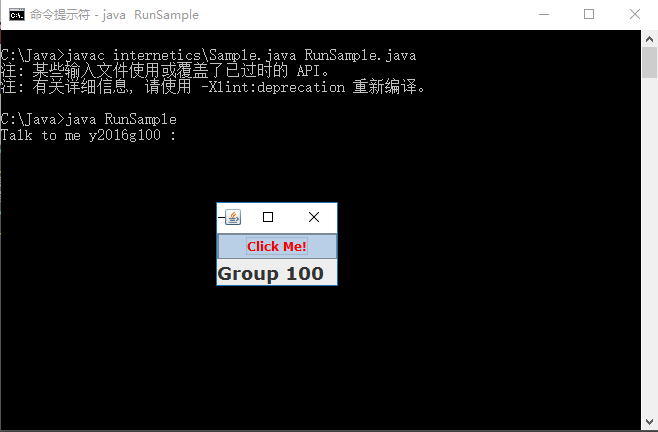 命令提示符 - java  RunSample
C:\Java>javac internetics\Sample.java RunSample.java
注: 某些输入文件使用或覆盖了已过时的 API。
注: 有关详细信息, 请使用 -Xlint:deprecation 重新编译。
C:\Java>java RunSample
Talk to me y2016g100 :
Click Me!
Group 100